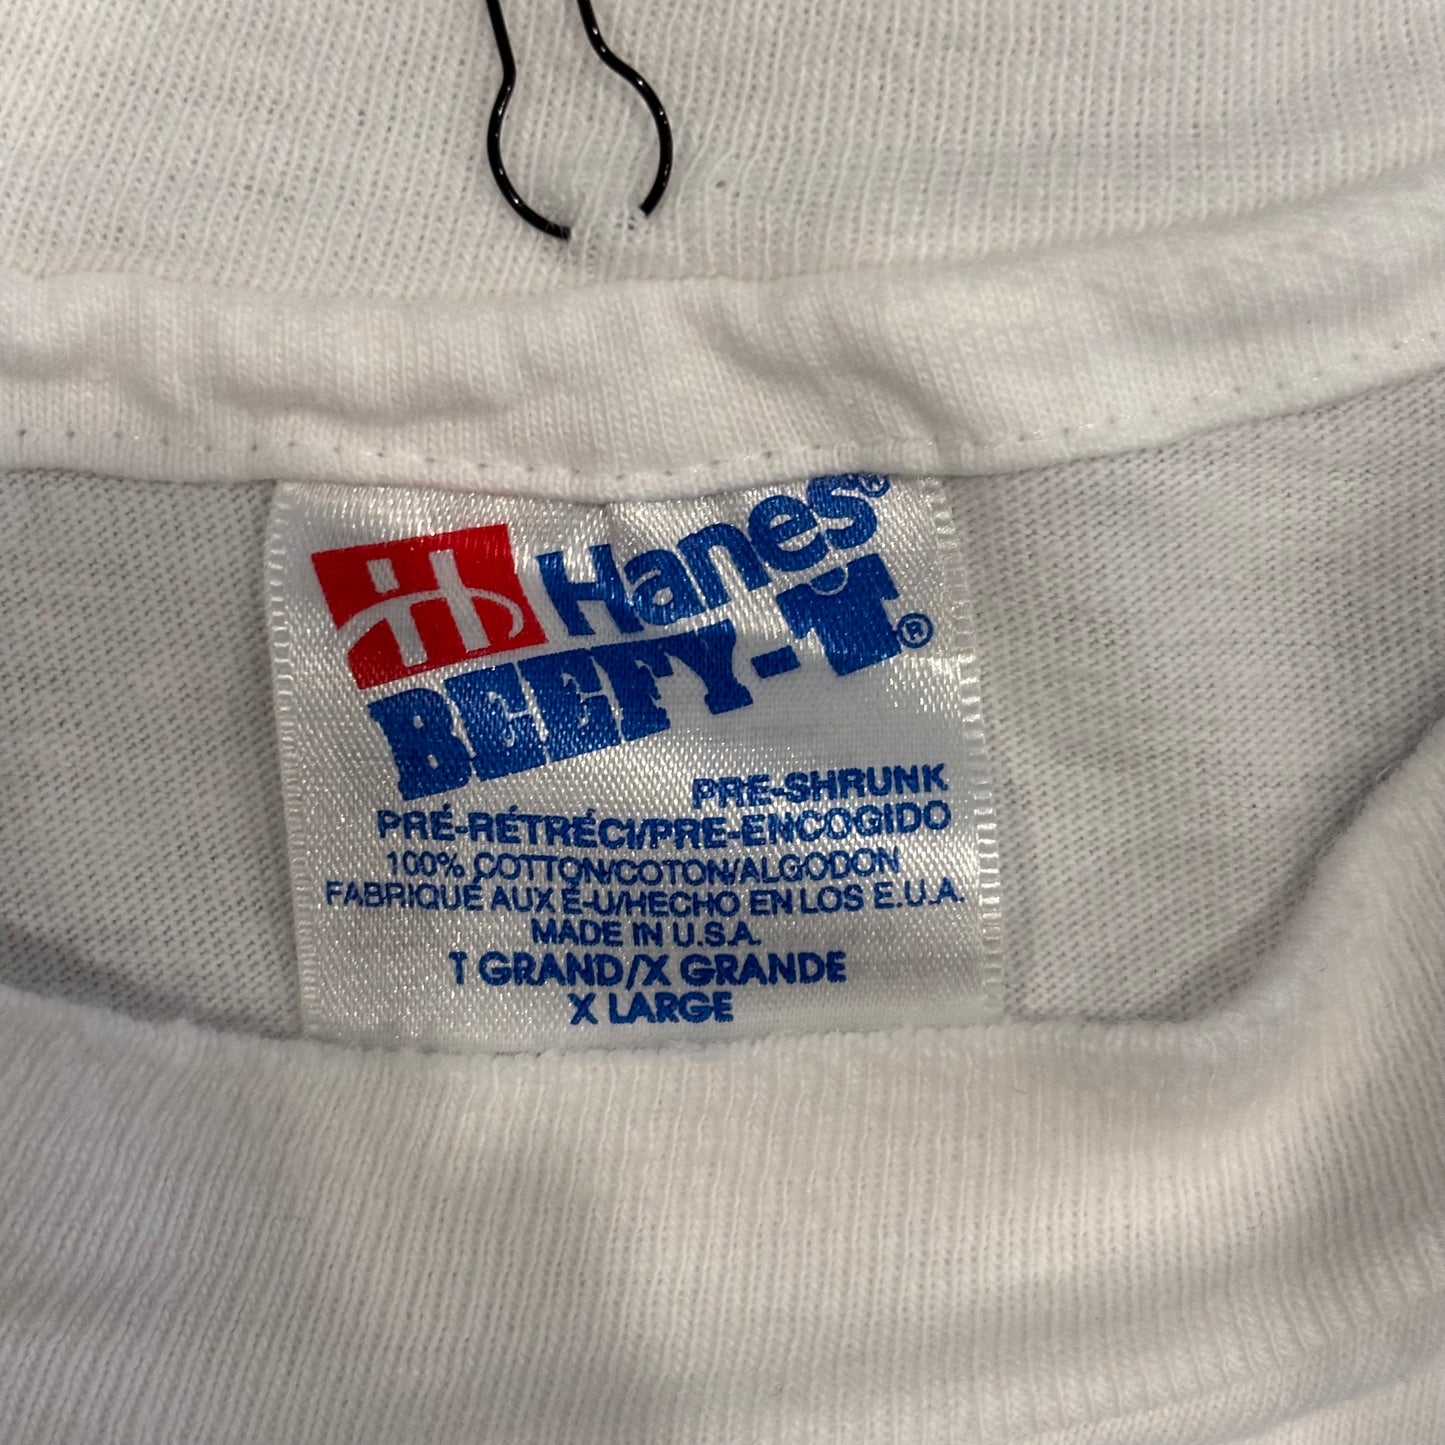 Hanes®
BEEFY-T®
PRE-SHRUNK
PRÉ-RÉTRÉCI/PRE-ENCOGIDO
100% COTTON/COTON/ALGODON
FABRIQUÉ AUX É-U/HECHO EN LOS E.U.A.
MADE IN U.S.A.
T GRAND/X GRANDE
X LARGE